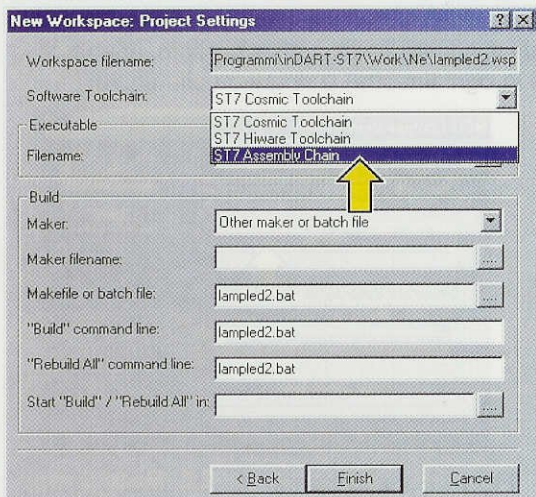 New Workspace: Project Settings
Workspace filename: Programmi\inDART-ST7\Work\Ne\lampled2.wsp
Software Toolchain: ST7 Cosmic Toolchain
ST7 Cosmic Toolchain
ST7 Hiware Toolchain
Executable
Filename: ST7 Assembly Chain
Build
Maker: Other maker or batch file
Maker filename: ....
Makefile or batch file: lampled2.bat ....
"Build" command line: lampled2.bat
"Rebuild All" command line: lampled2.bat
Start "Build" / "Rebuild All" in: ....
< Back Finish Cancel